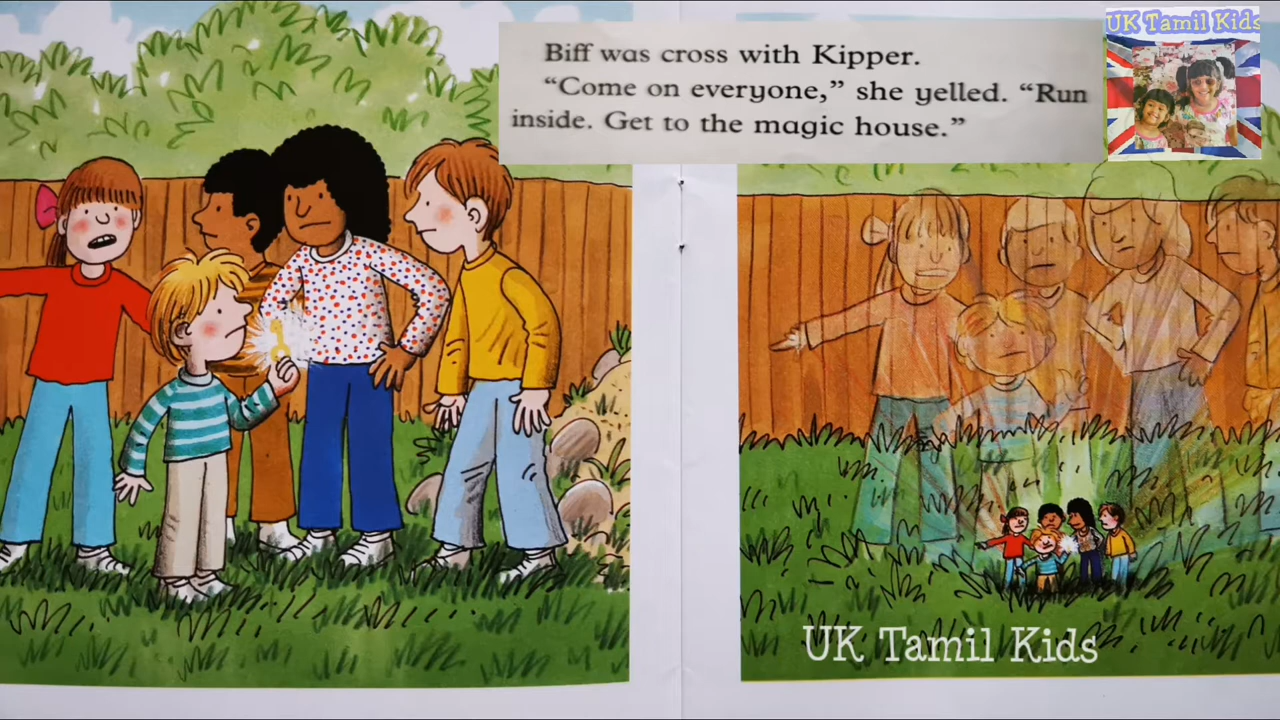 Biff was cross with Kipper.
“Come on everyone,” she yelled. “Run
inside. Get to the magic house.”
UK Tamil Kids
UK Tamil Kids